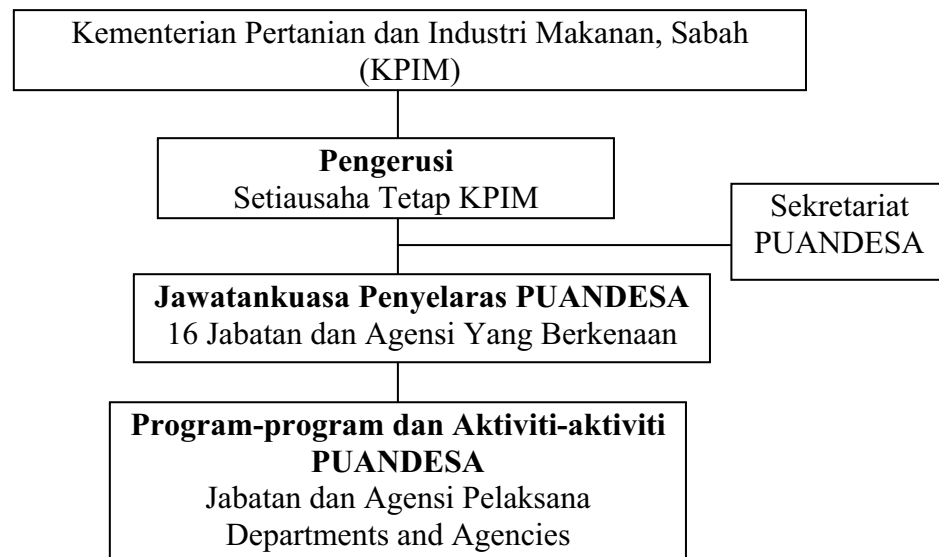 Kementerian Pertanian dan Industri Makanan, Sabah
(KPIM)
Pengerusi
Setiausaha Tetap KPIM
Sekretariat
PUANDESA
Jawatankuasa Penyelaras PUANDESA
16 Jabatan dan Agensi Yang Berkenaan
Program-program dan Aktiviti-aktiviti
PUANDESA
Jabatan dan Agensi Pelaksana
Departments and Agencies